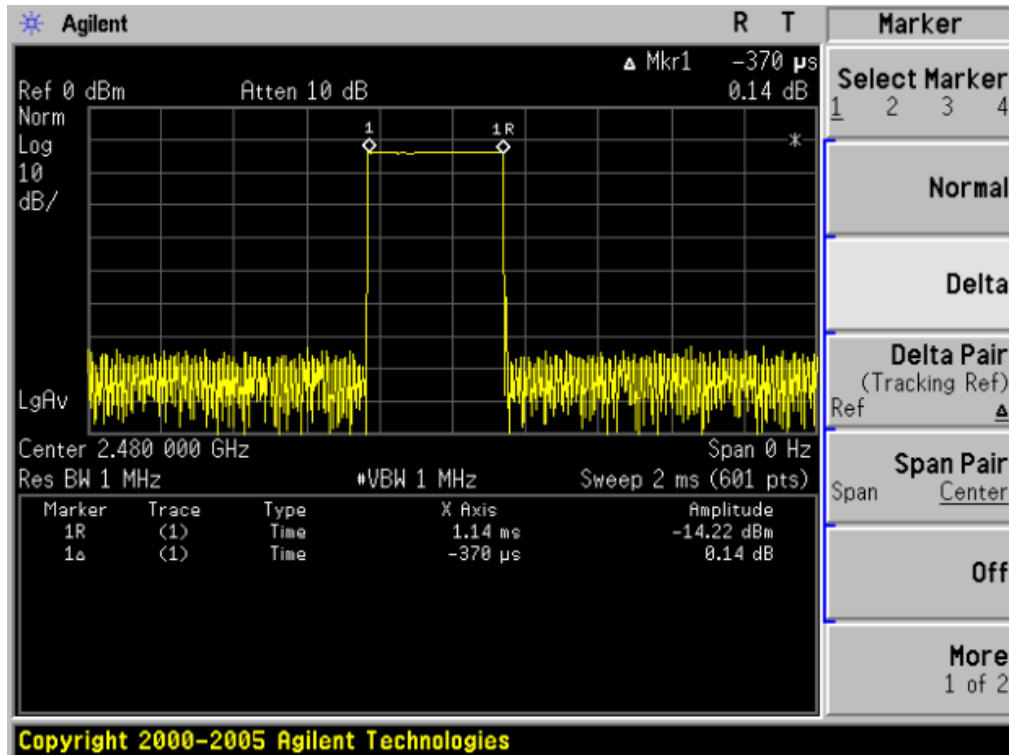 Agilent R T Marker
▵ Mkr1 -370 µs
Ref 0 dBm Atten 10 dB 0.14 dB
Norm
Log
10
dB/
1 1R
*
LgAv
Center 2.480 000 GHz Span 0 Hz
Res BW 1 MHz #VBW 1 MHz Sweep 2 ms (601 pts)
Marker Trace Type X Axis Amplitude
1R (1) Time 1.14 ms -14.22 dBm
1▵ (1) Time -370 µs 0.14 dB
Select Marker
1 2 3 4
Normal
Delta
Delta Pair
(Tracking Ref)
Ref ▵
Span Pair
Span Center
Off
More
1 of 2
Copyright 2000-2005 Agilent Technologies